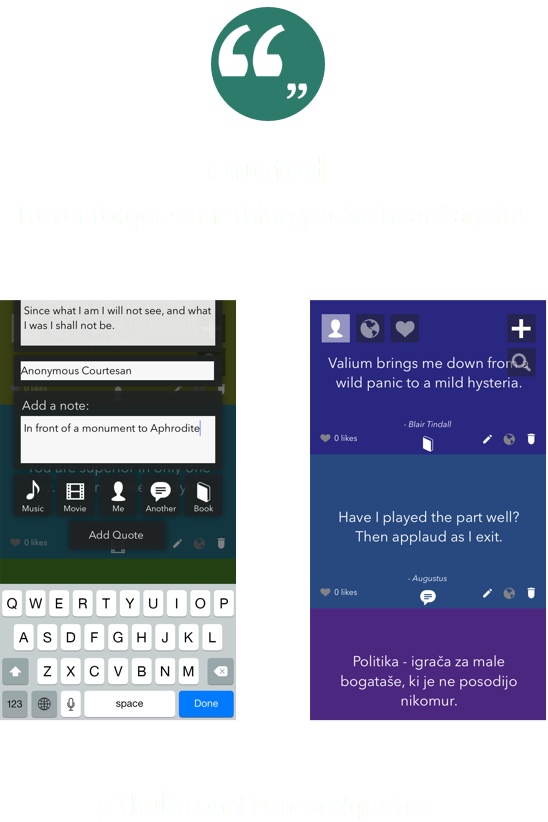 Since what I am I will not see, and what
I was I shall not be.
Anonymous Courtesan
Add a note:
In front of a monument to Aphrodite
You are superior in only one
Music
Movie
Me
Another
Book
0 likes
Add Quote
Q W E R T Y U I O P
A S D F G H J K L
Z X C V B N M
123
space
Done
Valium brings me down from a
wild panic to a mild hysteria.
- Blair Tindall
0 likes
Have I played the part well?
Then applaud as I exit.
- Augustus
0 likes
Politika - igrača za male
bogataše, ki je ne posodijo
nikomur.